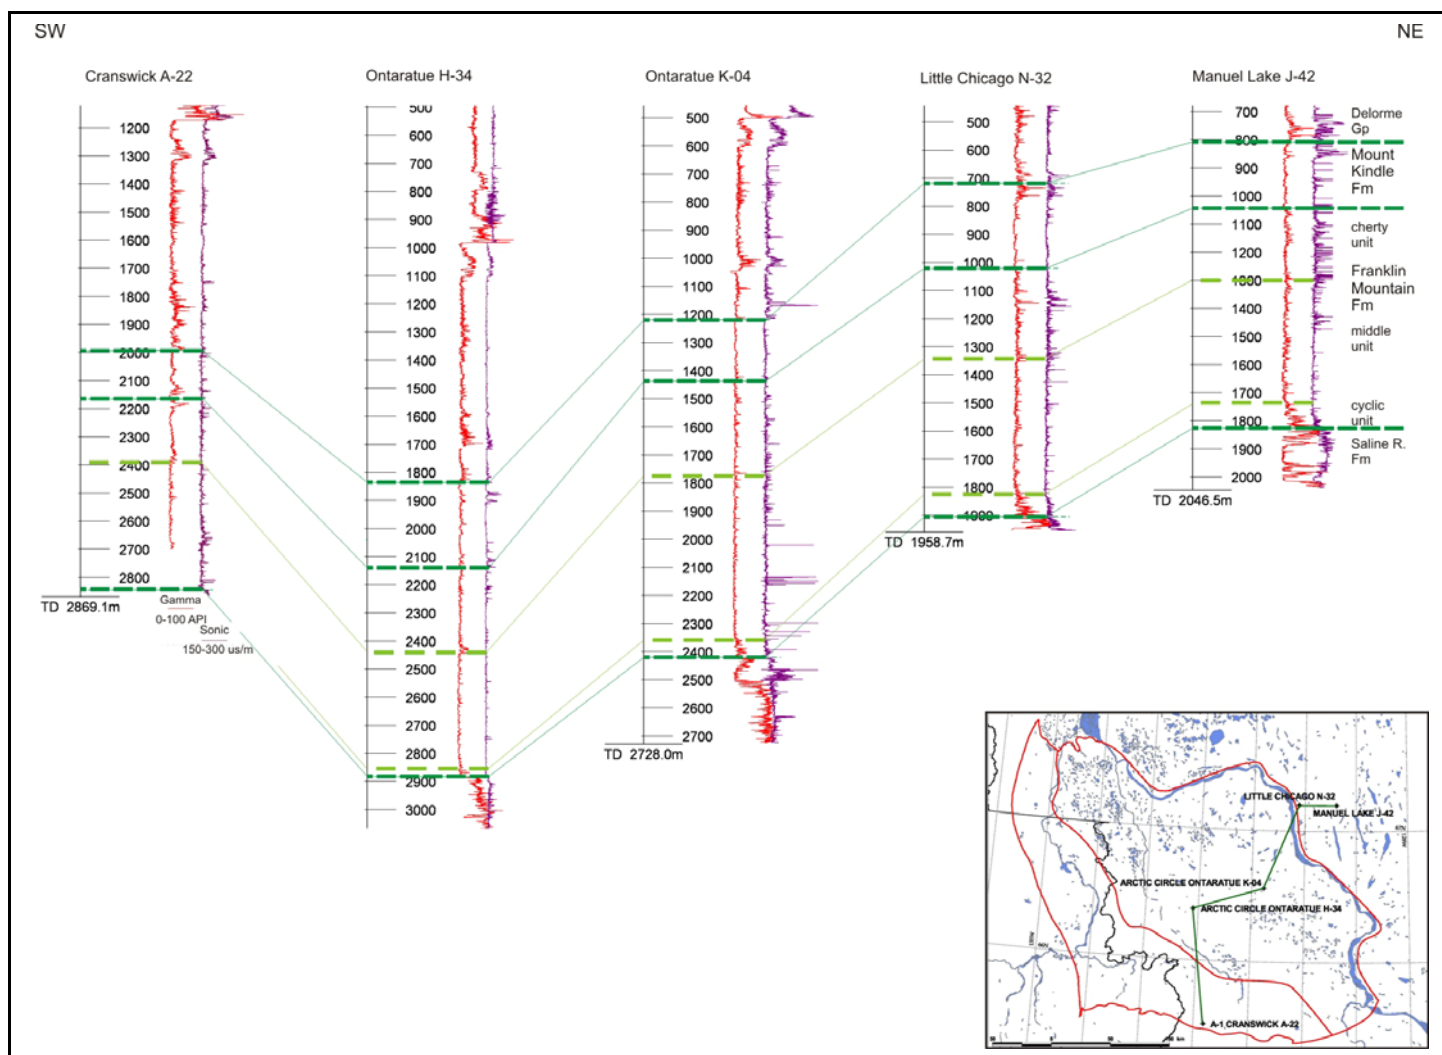 SW
NE
Cranswick A-22
Ontaratue H-34
Ontaratue K-04
Little Chicago N-32
Manuel Lake J-42
1200
1300
1400
1500
1600
1700
1800
1900
2000
2100
2200
2300
2400
2500
2600
2700
2800
TD 2869.1m
Gamma
0-100 API
Sonic
150-300 us/m
500
600
700
800
900
1000
1100
1200
1300
1400
1500
1600
1700
1800
1900
2000
2100
2200
2300
2400
2500
2600
2700
2800
2900
3000
500
600
700
800
900
1000
1100
1200
1300
1400
1500
1600
1700
1800
1900
2000
2100
2200
2300
2400
2500
2600
2700
TD 2728.0m
500
600
700
800
900
1000
1100
1200
1300
1400
1500
1600
1700
1800
1900
TD 1958.7m
700
800
900
1000
1100
1200
1300
1400
1500
1600
1700
1800
1900
2000
TD 2046.5m
Delorme
Gp
Mount
Kindle
Fm
cherty
unit
Franklin
Mountain
Fm
middle
unit
cyclic
unit
Saline R.
Fm
LITTLE CHICAGO N-32
MANUEL LAKE J-42
ARCTIC CIRCLE ONTARATUE K-04
ARCTIC CIRCLE ONTARATUE H-34
A-1 CRANSWICK A-22